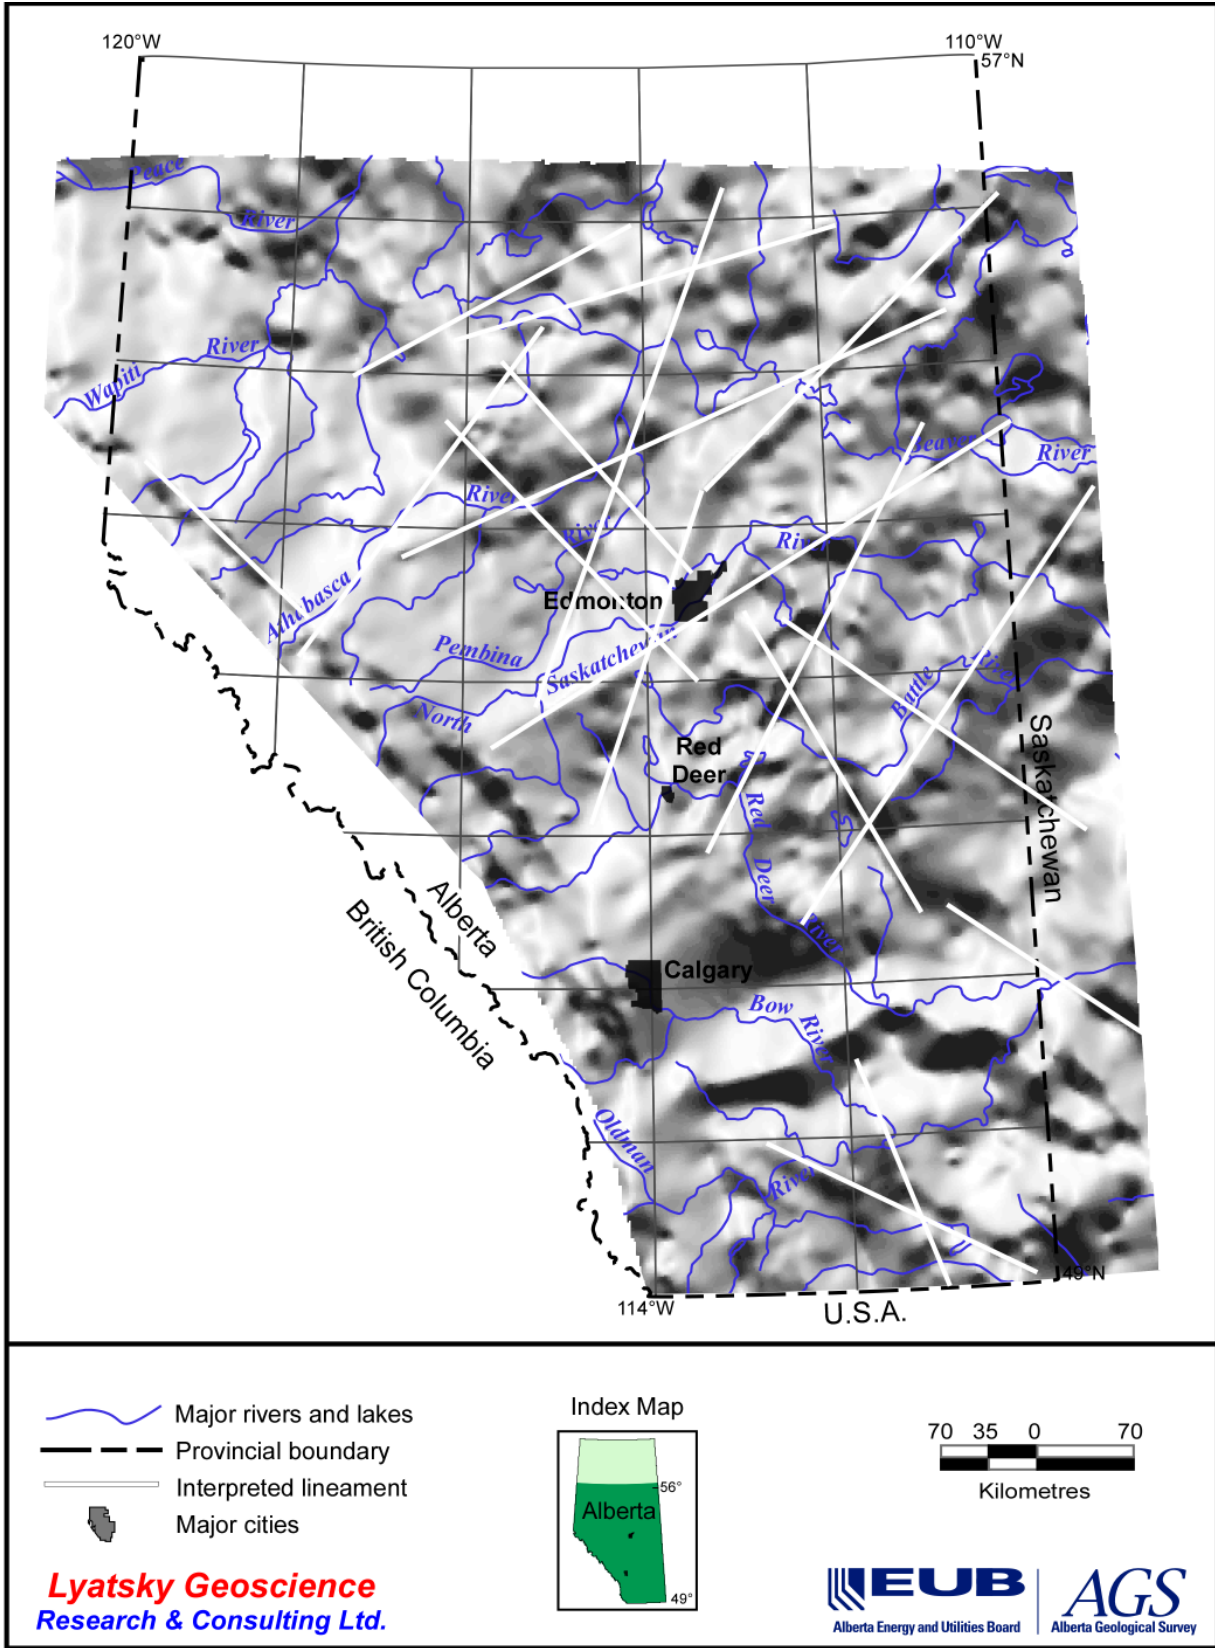 120°W
110°W
57°N
Peace
River
River
Wapiti
Beaver
River
River
River
River
Athabasca
Edmonton
Pembina
Saskatchewan
North
Battle
River
Red
Deer
Saskatchewan
Red
Deer
River
Alberta
British Columbia
Calgary
Bow
River
Oldman
River
49°N
114°W
U.S.A.
Major rivers and lakes
Provincial boundary
Interpreted lineament
Major cities
Lyatsky Geoscience
Research & Consulting Ltd.
Index Map
56°
Alberta
49°
70 35 0 70
Kilometres
EUB
Alberta Energy and Utilities Board
AGS
Alberta Geological Survey